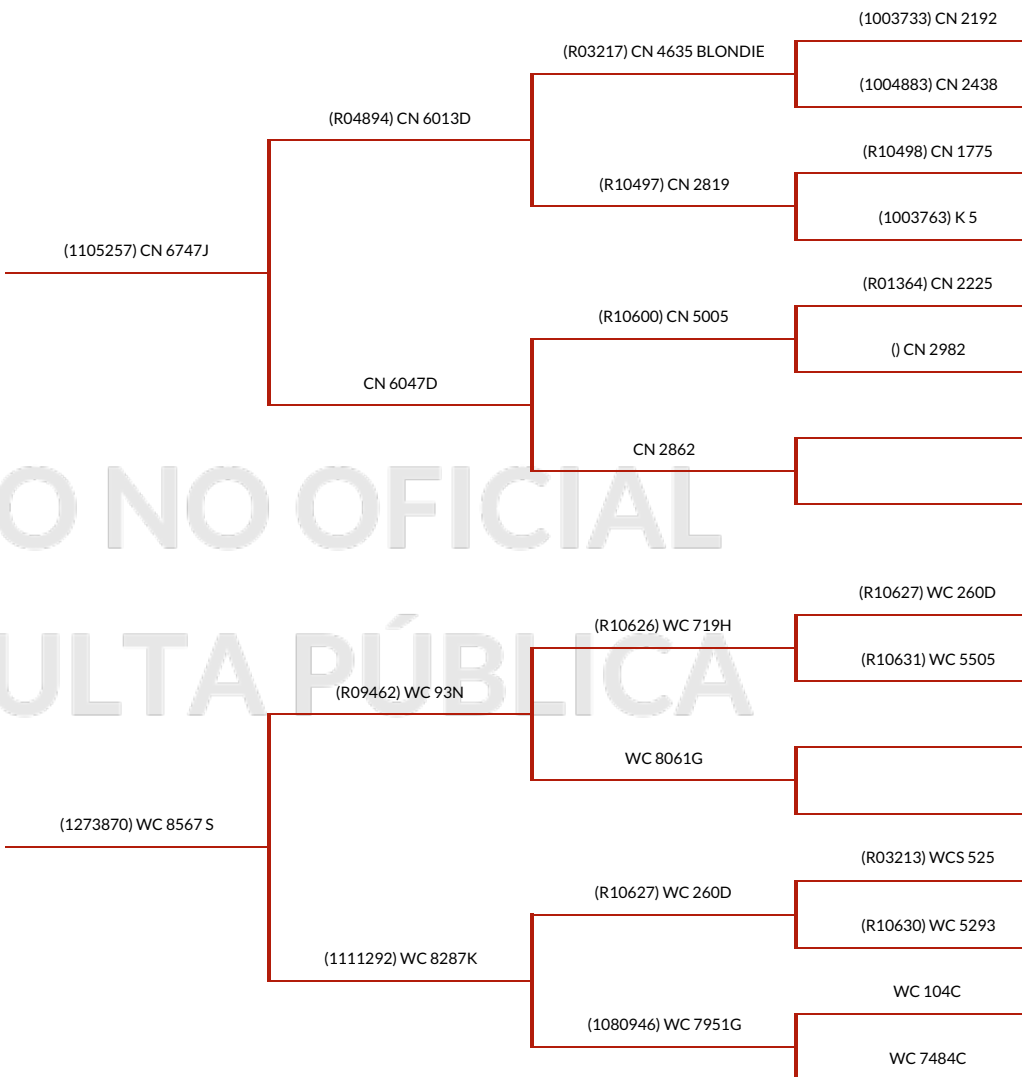 (1003733) CN 2192
(R03217) CN 4635 BLONDIE
(1004883) CN 2438
(R04894) CN 6013D
(R10498) CN 1775
(R10497) CN 2819
(1003763) K 5
(1105257) CN 6747J
(R01364) CN 2225
(R10600) CN 5005
() CN 2982
CN 6047D
CN 2862
O NO OFICIAL
(R10627) WC 260D
(R10626) WC 719H
(R10631) WC 5505
ULTA PÚBLICA
(R09462) WC 93N
WC 8061G
(1273870) WC 8567 S
(R03213) WCS 525
(R10627) WC 260D
(R10630) WC 5293
(1111292) WC 8287K
WC 104C
(1080946) WC 7951G
WC 7484C